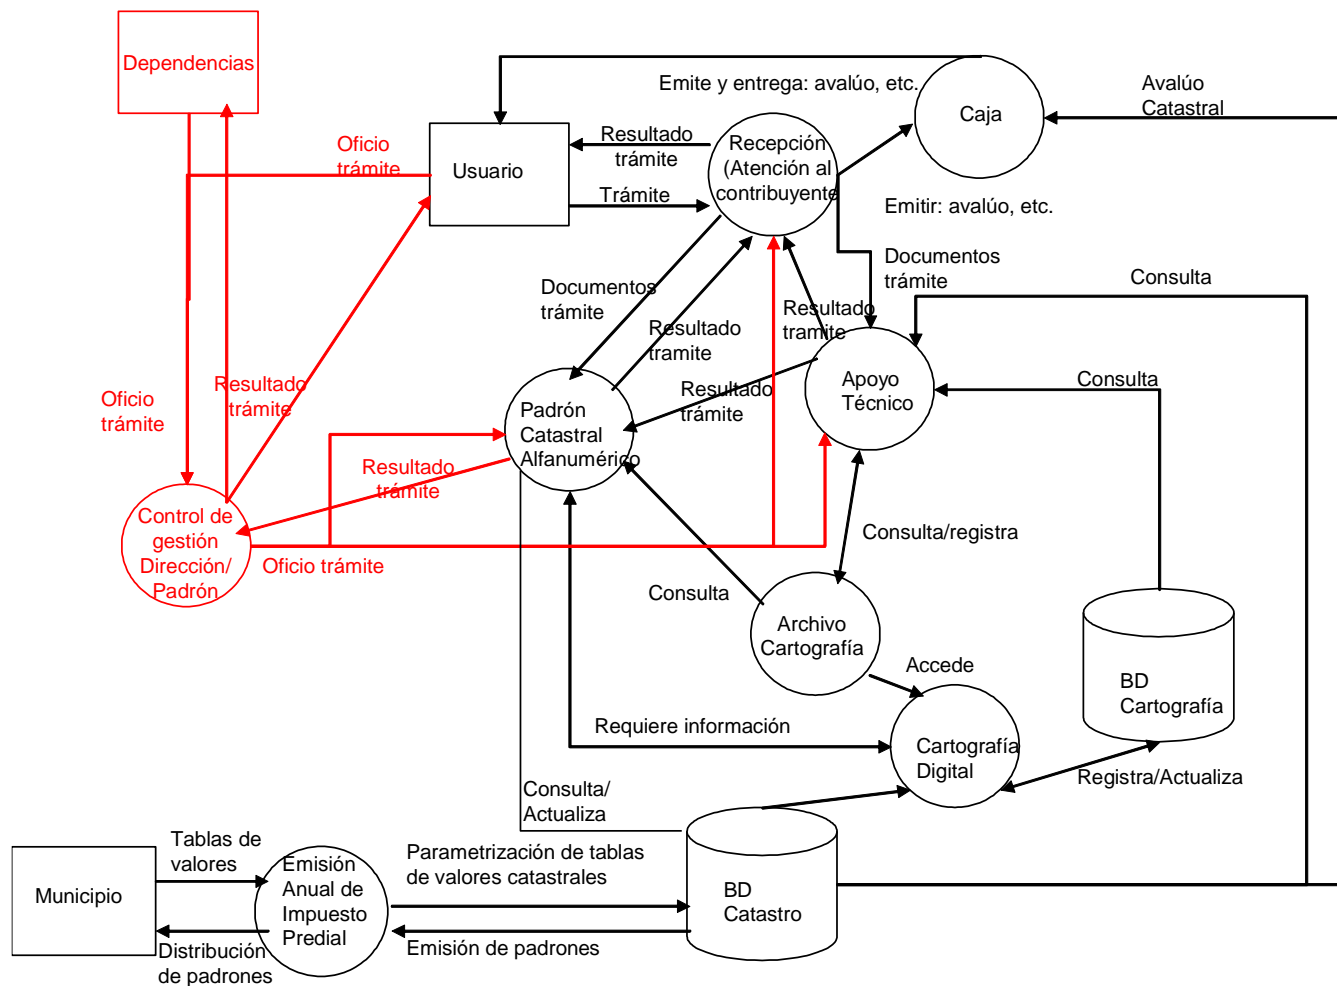 Dependencias
Emite y entrega: avalúo, etc.
Caja
Avalúo
Catastral
Oficio
trámite
Usuario
Resultado
trámite
Recepción
(Atención al
contribuyente
Trámite
Emitir: avalúo, etc.
Documentos
trámite
Consulta
Documentos
trámite
Resultado
tramite
Resultado
tramite
Oficio
trámite
Resultado
trámite
Resultado
trámite
Apoyo
Técnico
Consulta
Padrón
Catastral
Alfanumérico
Resultado
trámite
Control de
gestión
Dirección/
Padrón
Oficio trámite
Consulta/registra
Consulta
Archivo
Cartografía
Accede
BD
Cartografía
Requiere información
Cartografía
Digital
Registra/Actualiza
Consulta/
Actualiza
Tablas de
valores
Emisión
Anual de
Impuesto
Predial
Parametrización de tablas
de valores catastrales
Municipio
BD
Catastro
Distribución
de padrones
Emisión de padrones